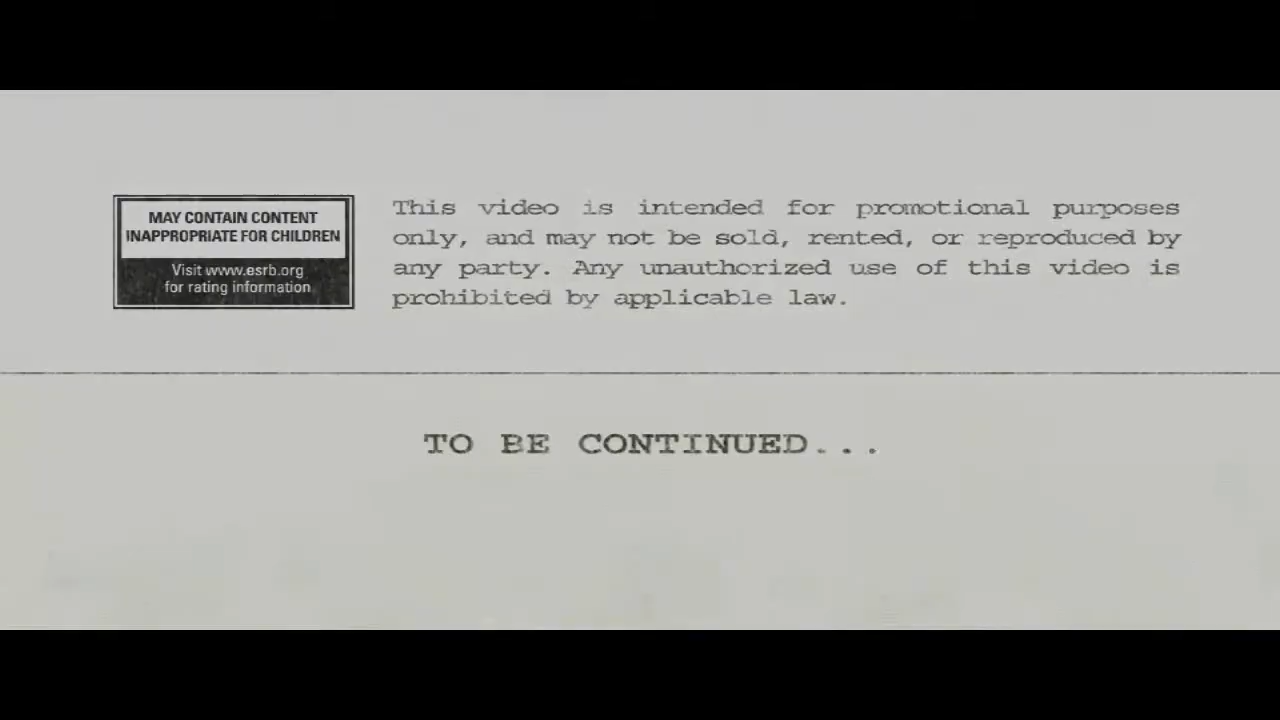 MAY CONTAIN CONTENT
INAPPROPRIATE FOR CHILDREN
Visit www.esrb.org
for rating information
This video is intended for promotional purposes
only, and may not be sold, rented, or reproduced by
any party. Any unauthorized use of this video is
prohibited by applicable law.
TO BE CONTINUED...